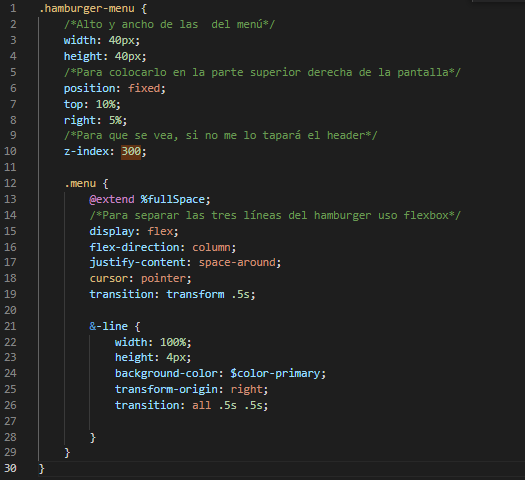 1 .hamburger-menu {
2 /*Alto y ancho de las  del menú*/
3 width: 40px;
4 height: 40px;
5 /*Para colocarlo en la parte superior derecha de la pantalla*/
6 position: fixed;
7 top: 10%;
8 right: 5%;
9 /*Para que se vea, si no me lo tapará el header*/
10 z-index: 300;
11
12 .menu {
13 @extend %fullSpace;
14 /*Para separar las tres líneas del hamburger uso flexbox*/
15 display: flex;
16 flex-direction: column;
17 justify-content: space-around;
18 cursor: pointer;
19 transition: transform .5s;
20
21 &-line {
22 width: 100%;
23 height: 4px;
24 background-color: $color-primary;
25 transform-origin: right;
26 transition: all .5s .5s;
27
28 }
29 }
30 }